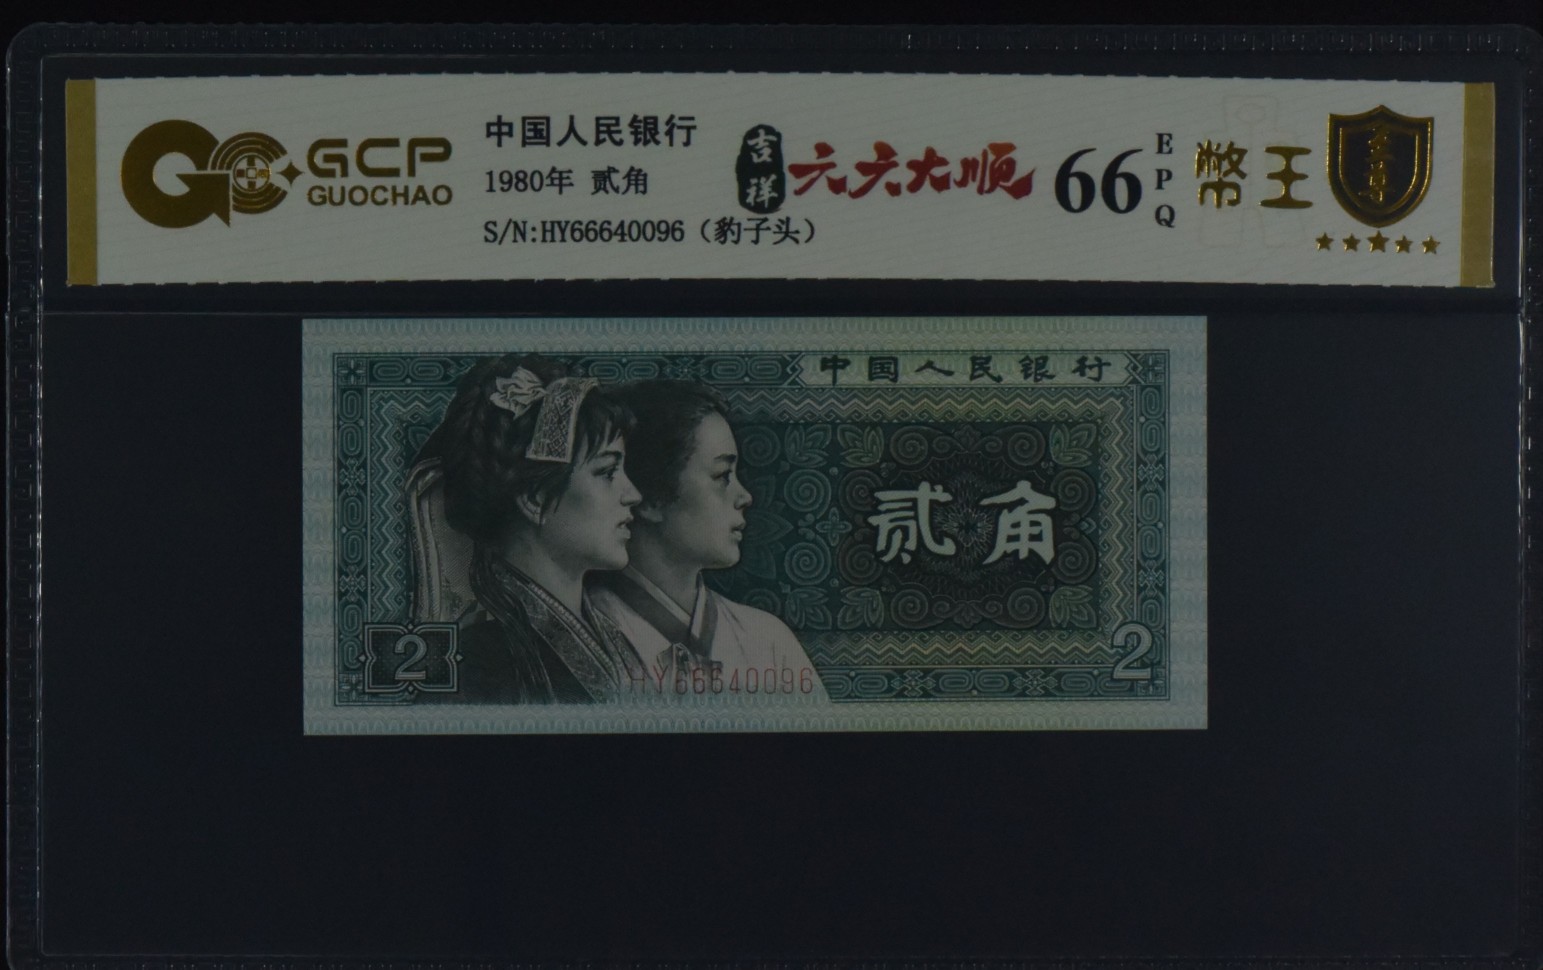 GCP
GUOCHAO
中国人民银行
1980年 贰角
S/N:HY66640096（豹子头）
吉祥
六六大顺
66
EPQ
幣王
至尊
中国人民银行
贰角
2
2
HY66640096